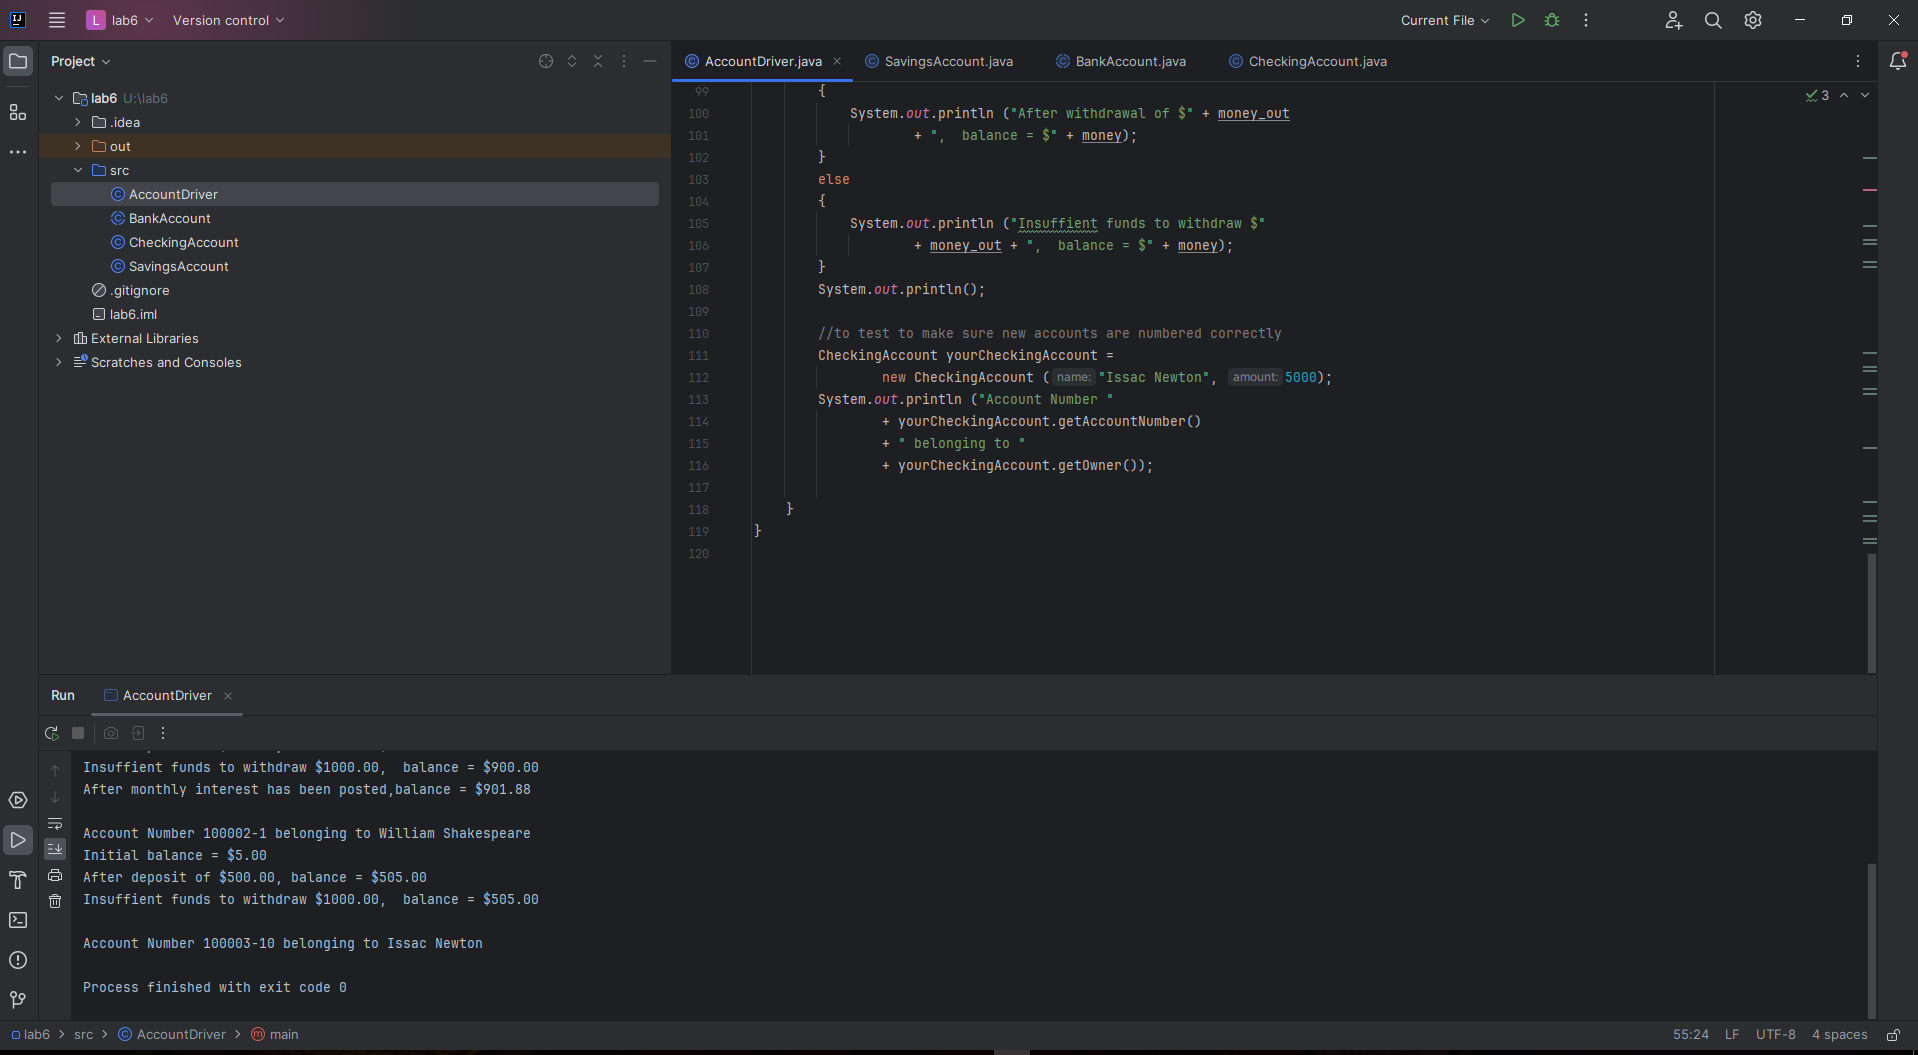 L lab6 Version control Current File
Project
AccountDriver.java SavingsAccount.java BankAccount.java CheckingAccount.java
lab6 U:\lab6
.idea
out
src
AccountDriver
BankAccount
CheckingAccount
SavingsAccount
.gitignore
lab6.iml
External Libraries
Scratches and Consoles
3
99 {
100 System.out.println ("After withdrawal of $" + money_out
101 + ",  balance = $" + money);
102 }
103 else
104 {
105 System.out.println ("Insuffient funds to withdraw $"
106 + money_out + ",  balance = $" + money);
107 }
108 System.out.println();
109
110 //to test to make sure new accounts are numbered correctly
111 CheckingAccount yourCheckingAccount =
112 new CheckingAccount ( name: "Issac Newton", amount: 5000);
113 System.out.println ("Account Number "
114 + yourCheckingAccount.getAccountNumber()
115 + " belonging to "
116 + yourCheckingAccount.getOwner());
117
118 }
119 }
120
Run AccountDriver
Insuffient funds to withdraw $1000.00,  balance = $900.00
After monthly interest has been posted,balance = $901.88
Account Number 100002-1 belonging to William Shakespeare
Initial balance = $5.00
After deposit of $500.00, balance = $505.00
Insuffient funds to withdraw $1000.00,  balance = $505.00
Account Number 100003-10 belonging to Issac Newton
Process finished with exit code 0
lab6 > src > AccountDriver > main 55:24 LF UTF-8 4 spaces